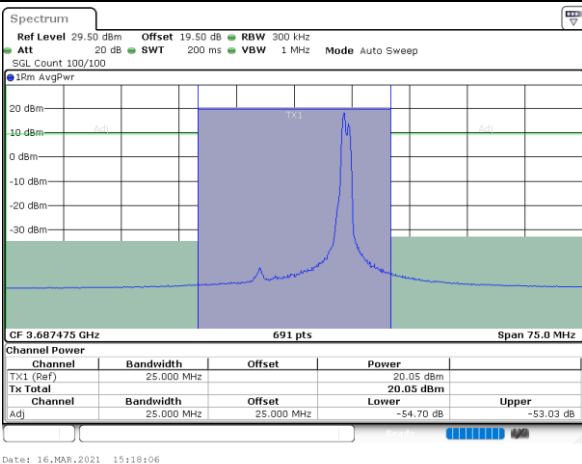 Spectrum
Ref Level 29.50 dBm Offset 19.50 dB RBW 300 kHz
Att 20 dB SWT 200 ms VBW 1 MHz Mode Auto Sweep
SGL Count 100/100
1Rm AvgPwr
20 dBm
TX1
Adj Adj
10 dBm
0 dBm
-10 dBm
-20 dBm
-30 dBm
CF 3.687475 GHz 691 pts Span 75.0 MHz
Channel Power
Channel Bandwidth Offset Power
TX1 (Ref) 25.000 MHz 20.05 dBm
Tx Total 20.05 dBm
Channel Bandwidth Offset Lower Upper
Adj 25.000 MHz 25.000 MHz -54.70 dB -53.03 dB
Date: 16.MAR.2021 15:18:06